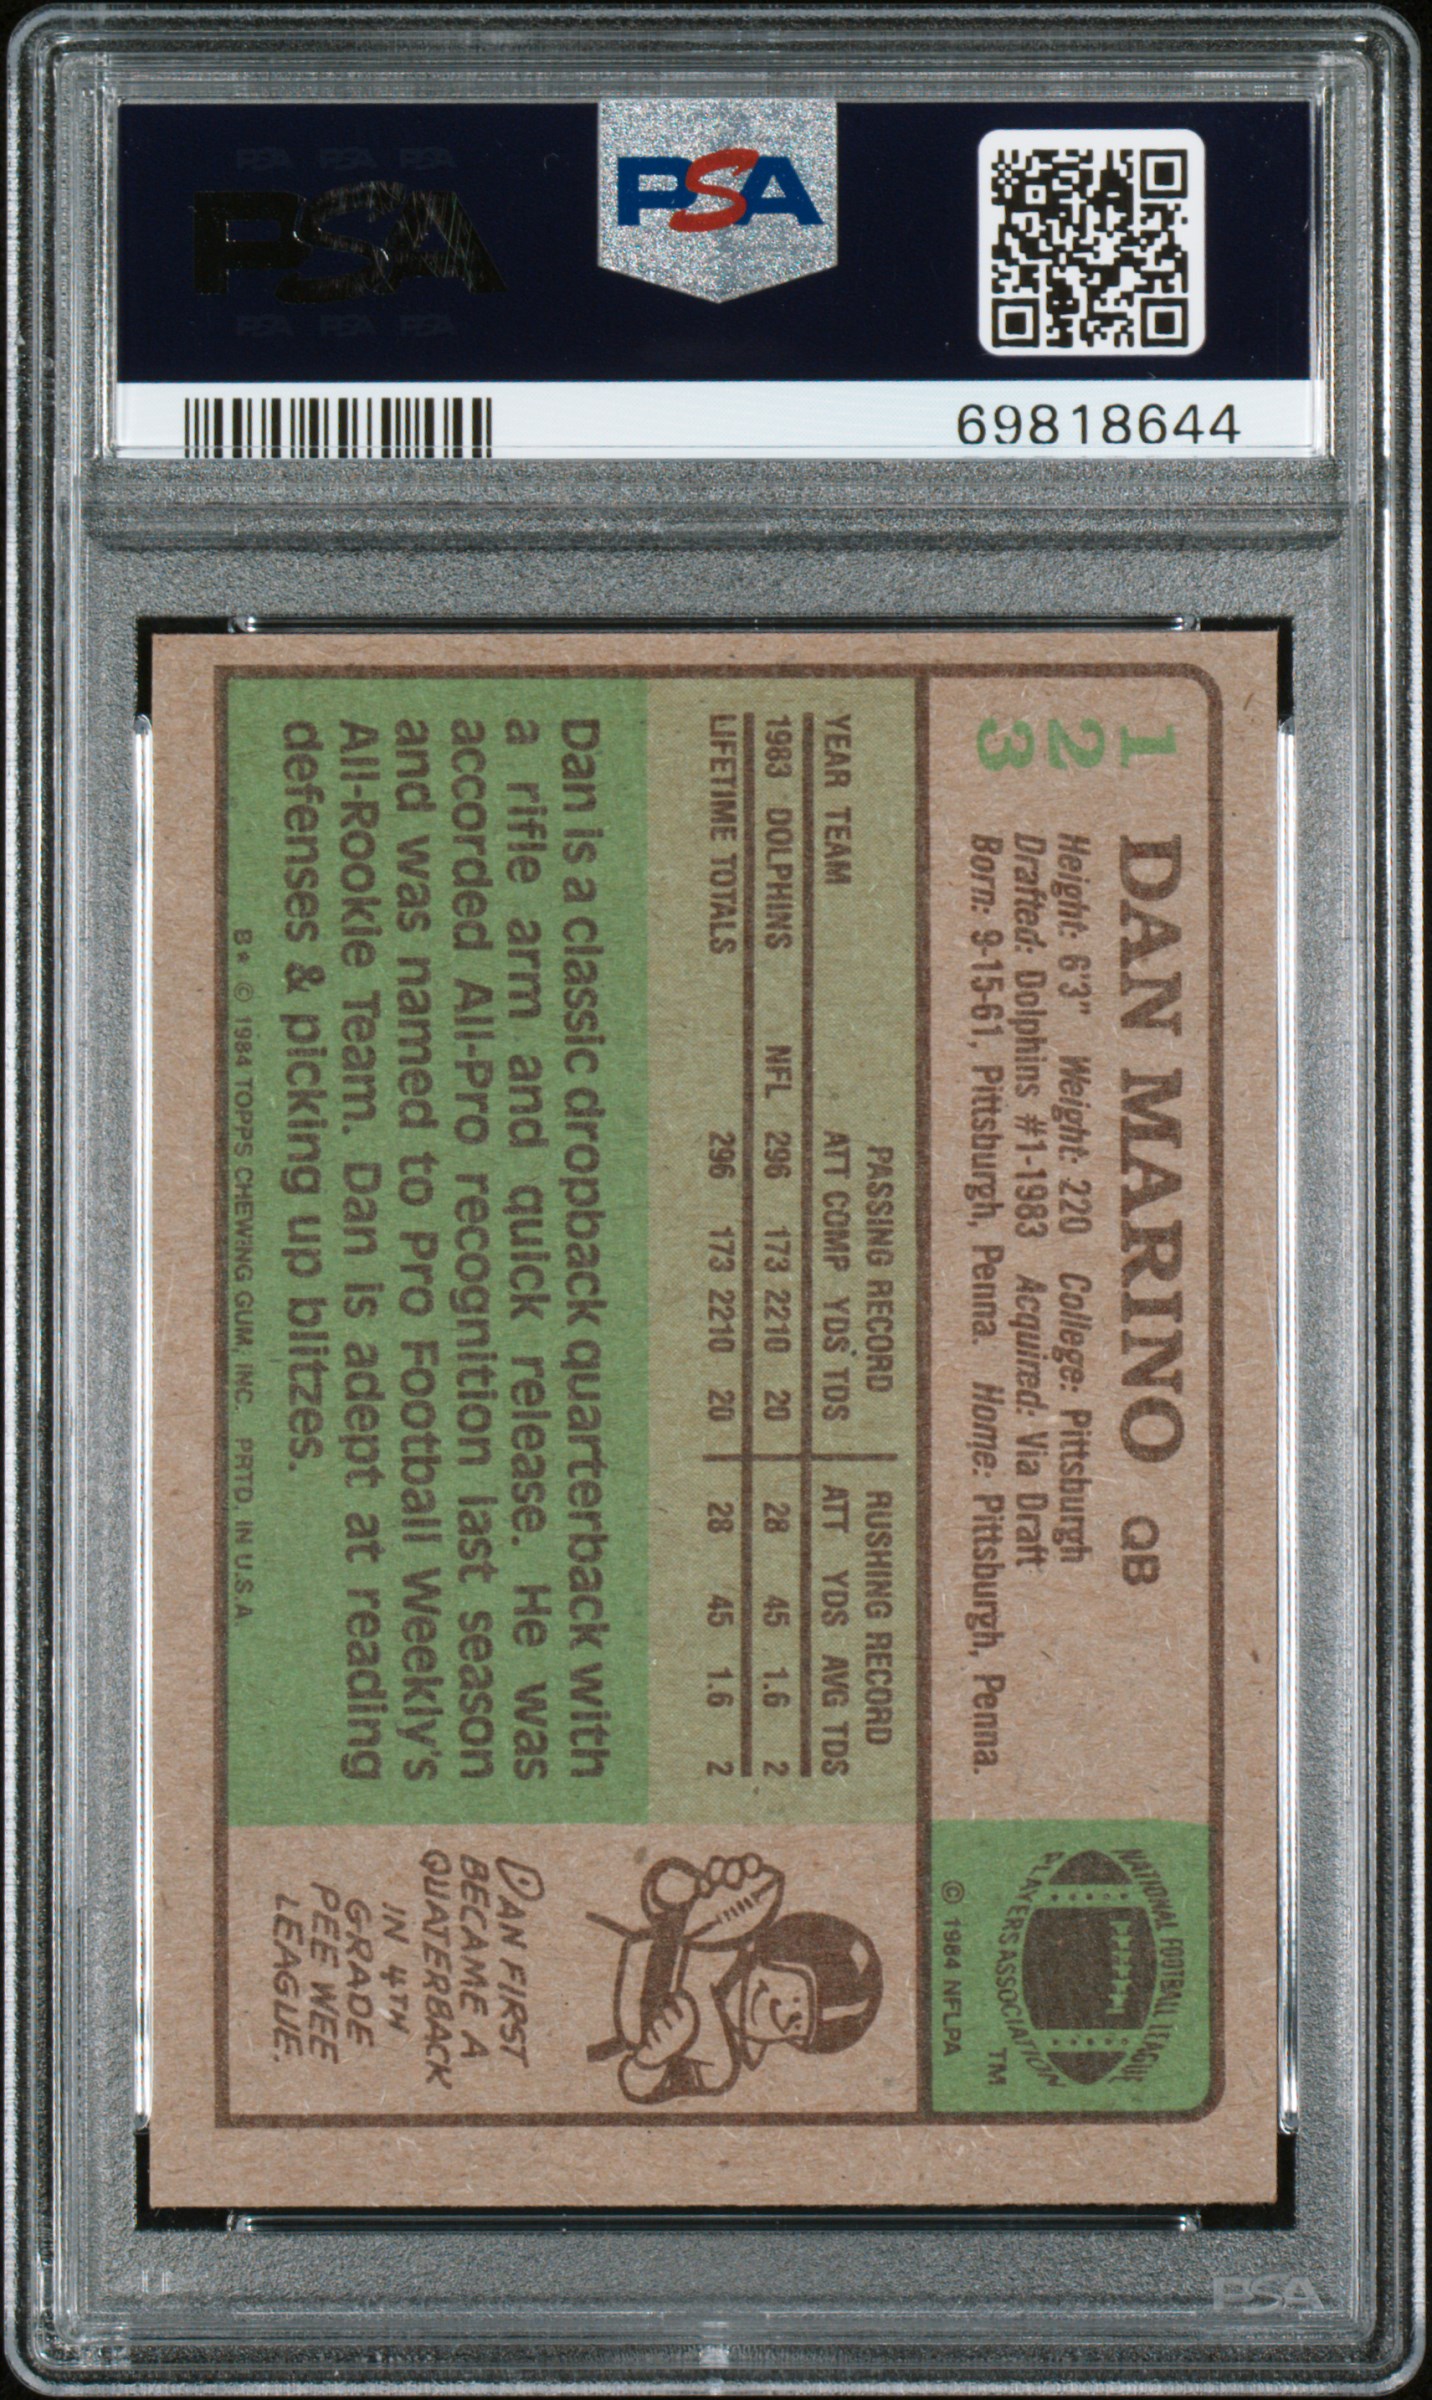 PSA PSA PSA
PSA
PSA PSA PSA
PSA
69818644
123
DAN MARINO QB
Height: 6'3" Weight: 220 College: Pittsburgh
Drafted: Dolphins #1-1983 Acquired: Via Draft
Born: 9-15-61, Pittsburgh, Penna. Home: Pittsburgh, Penna.
NATIONAL FOOTBALL LEAGUE
PLAYERS ASSOCIATION
TM
© 1984 NFLPA
PASSING RECORD RUSHING RECORD
YEAR TEAM ATT COMP YDS TDS ATT YDS AVG TDS
1983 DOLPHINS NFL 296 173 2210 20 28 45 1.6 2
LIFETIME TOTALS 296 173 2210 20 28 45 1.6 2
Dan is a classic dropback quarterback with
a rifle arm and quick release. He was
accorded All-Pro recognition last season
and was named to Pro Football Weekly's
All-Rookie Team. Dan is adept at reading
defenses & picking up blitzes.
B* © 1984 TOPPS CHEWING GUM, INC. PRTD. IN U.S.A.
DAN FIRST
BECAME A
QUATERBACK
IN 4TH
GRADE
PEE WEE
LEAGUE.
PSA